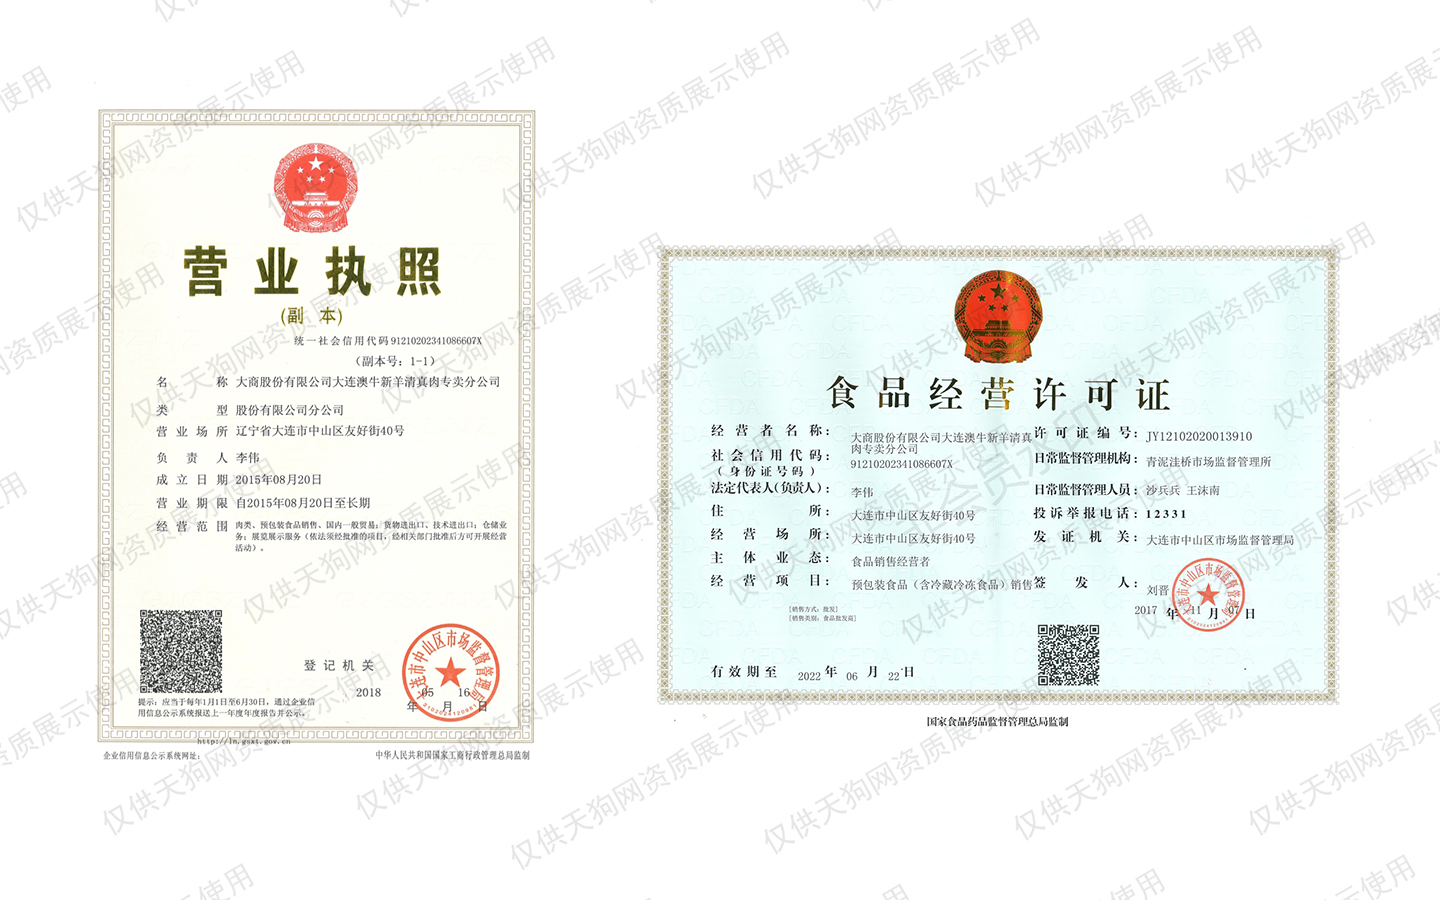 营业执照
(副 本)
统一社会信用代码 91210202341086607X
(副本号: 1-1)
名 称 大商股份有限公司大连澳牛新羊清真肉专卖分公司
类 型 股份有限公司分公司
营业场所 辽宁省大连市中山区友好街40号
负 责 人 李伟
成立日期 2015年08月20日
营业期限 自2015年08月20日至长期
经营范围 肉类、预包装食品销售、国内一般贸易; 货物进出口、技术进出口; 仓储业
务; 展览展示服务 (依法须经批准的项目, 经相关部门批准后方可开展经营
活动) 。
登记机关
2018 05 16
年 月 日
提示: 应当于每年1月1日至6月30日, 通过企业信
用信息公示系统报送上一年度年度报告并公示。
http://ln.gsxt.gov.cn
企业信用信息公示系统网址:
中华人民共和国国家工商行政管理总局监制
食品经营许可证
经营者名称: 大商股份有限公司大连澳牛新羊清真
肉专卖分公司
社会信用代码: 91210202341086607X
(身份证号码)
法定代表人(负责人): 李伟
住 所: 大连市中山区友好街40号
经营场所: 大连市中山区友好街40号
主体业态: 食品销售经营者
经营项目: 预包装食品 (含冷藏冷冻食品) 销售
[销售方式: 批发]
[销售类别: 食品批发商]
有效期至 2022 年 06 月 22 日
许可证编号: JY12102020013910
日常监督管理机构: 青泥洼桥市场监督管理所
日常监督管理人员: 沙兵兵 王沫南
投诉举报电话: 12331
发证机关: 大连市中山区市场监督管理局
签 发 人: 刘晋
2017 年 11 月 07 日
国家食品药品监督管理总局监制
仅供天狗网资质展示使用